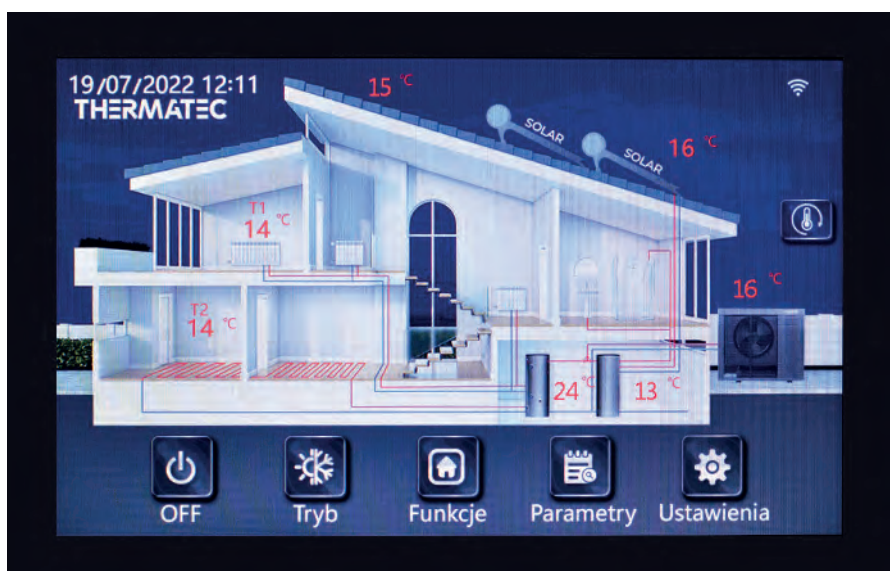 19/07/2022 12:11
THERMATEC
15 °C
SOLAR
SOLAR
16 °C
T1
14 °C
16 °C
T2
14 °C
24 °C
13 °C
OFF
Tryb
Funkcje
Parametry
Ustawienia